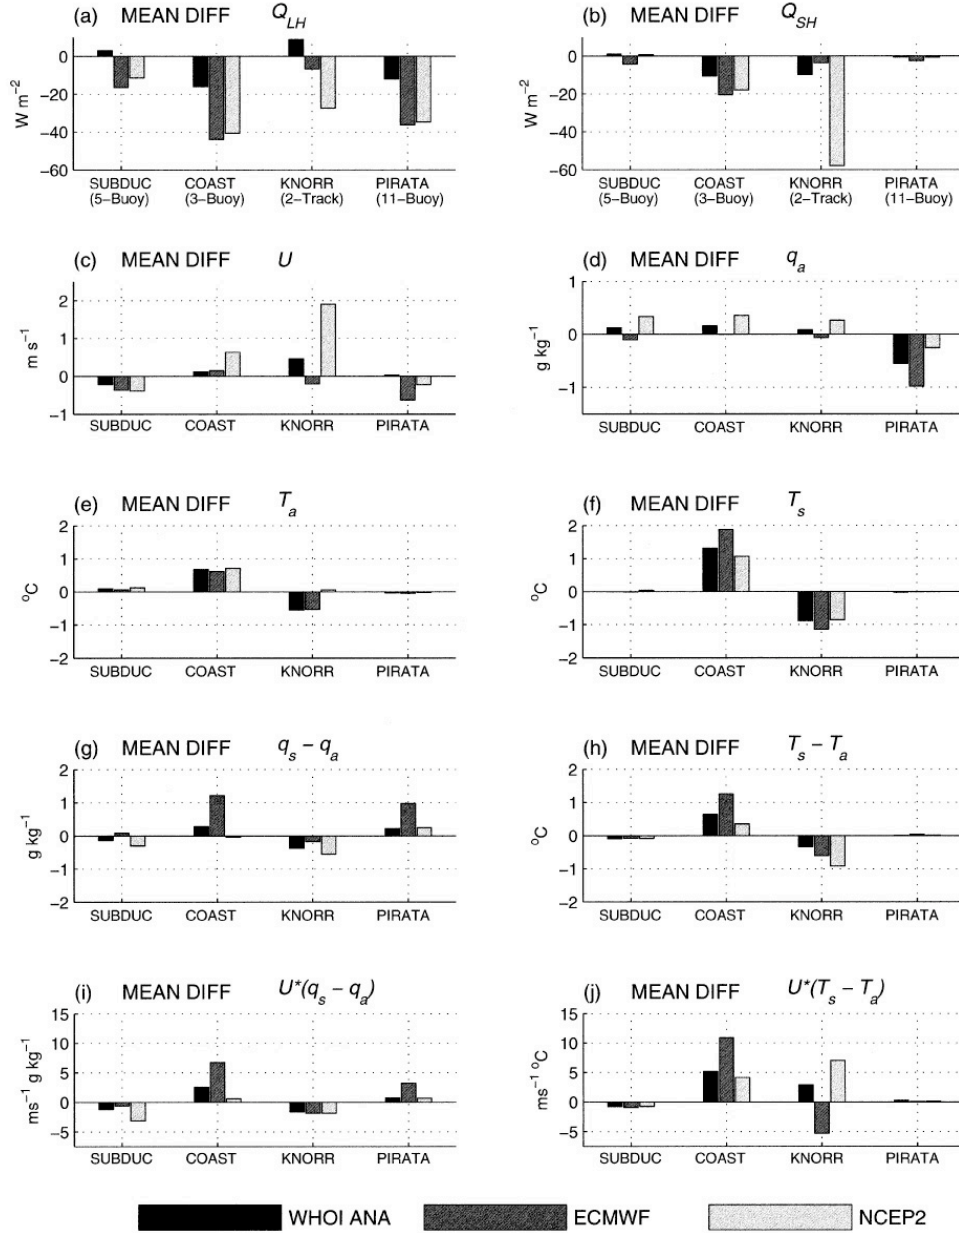 (a) MEAN DIFF Q_LH
10
0
−20
−40
−60
W m⁻²
SUBDUC COAST KNORR PIRATA
(5−Buoy) (3−Buoy) (2−Track) (11−Buoy)
(b) MEAN DIFF Q_SH
10
0
−20
−40
−60
W m⁻²
SUBDUC COAST KNORR PIRATA
(5−Buoy) (3−Buoy) (2−Track) (11−Buoy)
(c) MEAN DIFF U
2
1
0
−1
m s⁻¹
SUBDUC COAST KNORR PIRATA
(d) MEAN DIFF q_a
1
0
−1
g kg⁻¹
SUBDUC COAST KNORR PIRATA
(e) MEAN DIFF T_a
2
1
0
−1
−2
°C
SUBDUC COAST KNORR PIRATA
(f) MEAN DIFF T_s
2
1
0
−1
−2
°C
SUBDUC COAST KNORR PIRATA
(g) MEAN DIFF q_s − q_a
2
1
0
−1
−2
g kg⁻¹
SUBDUC COAST KNORR PIRATA
(h) MEAN DIFF T_s − T_a
2
1
0
−1
−2
°C
SUBDUC COAST KNORR PIRATA
(i) MEAN DIFF U*(q_s − q_a)
15
10
5
0
−5
ms⁻¹ g kg⁻¹
SUBDUC COAST KNORR PIRATA
(j) MEAN DIFF U*(T_s − T_a)
15
10
5
0
−5
ms⁻¹ °C
SUBDUC COAST KNORR PIRATA
WHOI ANA ECMWF NCEP2